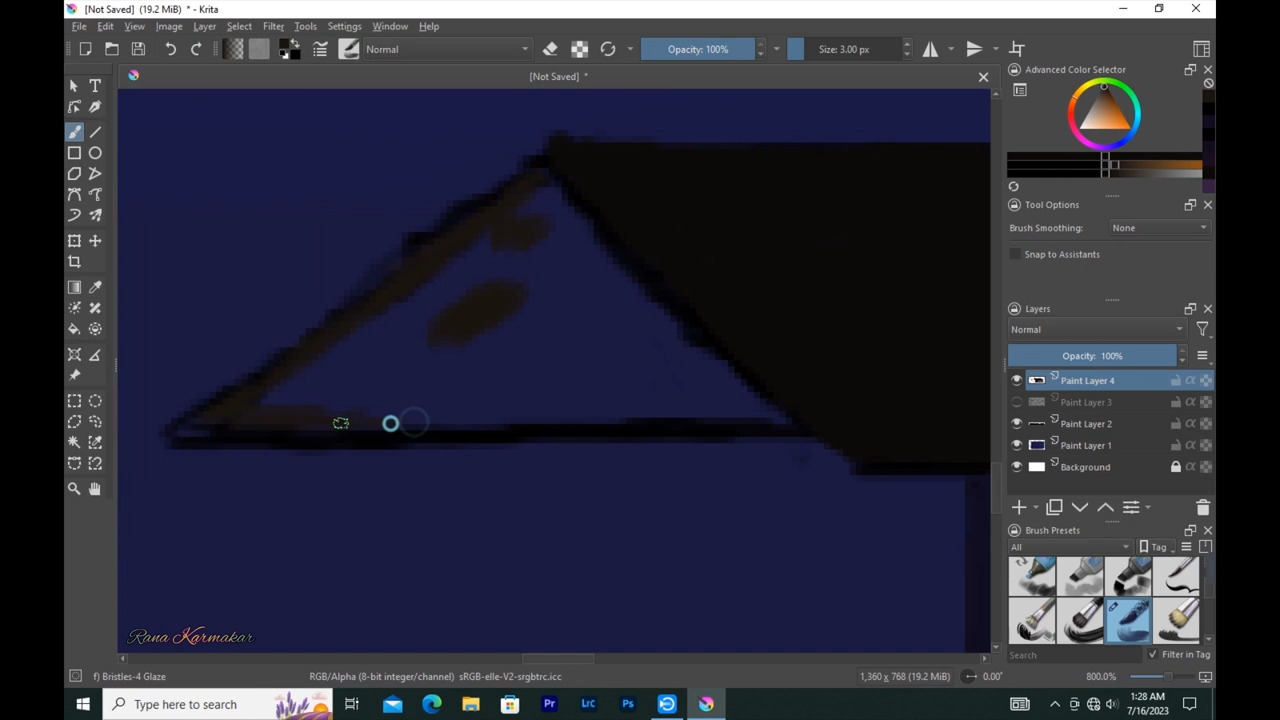 [Not Saved] (19.2 MiB) * - Krita
File Edit View Image Layer Select Filter Tools Settings Window Help
Normal Opacity: 100% Size: 3.00 px
[Not Saved] *
Advanced Color Selector
Tool Options
Brush Smoothing: None
Snap to Assistants
Layers
Normal
Opacity: 100%
Paint Layer 4
Paint Layer 3
Paint Layer 2
Paint Layer 1
Background
Brush Presets
All Tag
Search Filter in Tag
Rana Karmakar
f) Bristles-4 Glaze RGB/Alpha (8-bit integer/channel) sRGB-elle-V2-srgbtrc.icc 1,360 x 768 (19.2 MiB) 0.00° 800.0%
Type here to search Pr Lrc Ps 1:28 AM
7/16/2023